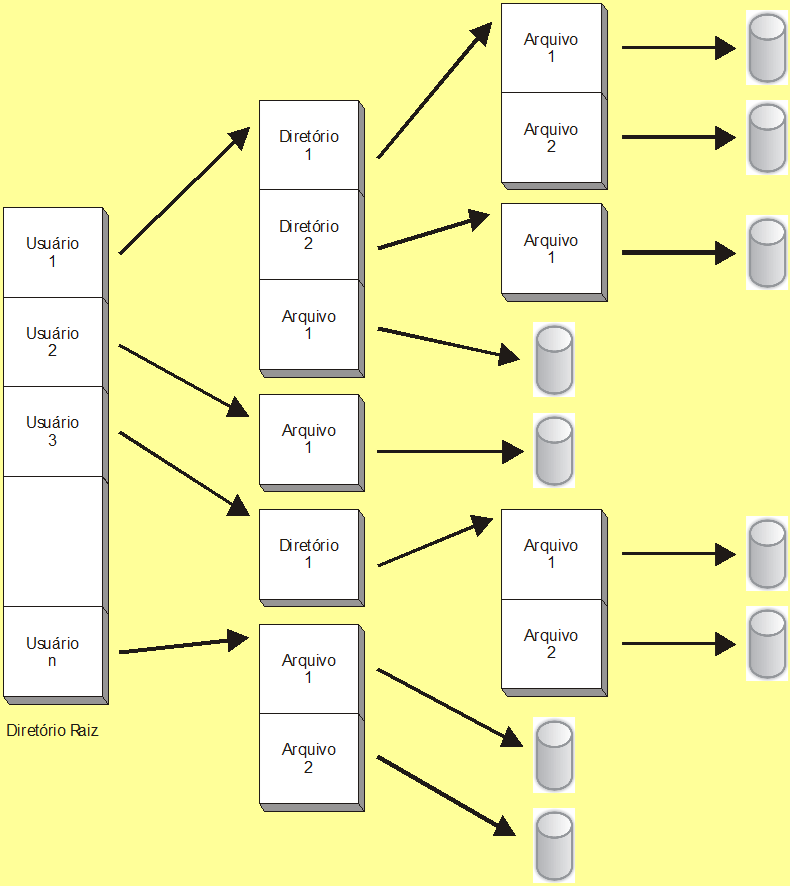 Usuário
1
Usuário
2
Usuário
3
Usuário
n
Diretório Raiz
Diretório
1
Diretório
2
Arquivo
1
Arquivo
1
Diretório
1
Arquivo
1
Arquivo
2
Arquivo
1
Arquivo
2
Arquivo
1
Arquivo
1
Arquivo
2